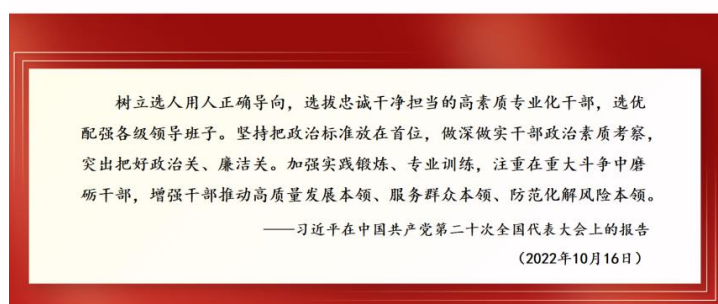 树立选人用人正确导向，选拔忠诚干净担当的高素质专业化干部，选优
配强各级领导班子。坚持把政治标准放在首位，做深做实干部政治素质考察，
突出把好政治关、廉洁关。加强实践锻炼、专业训练，注重在重大斗争中磨
砺干部，增强干部推动高质量发展本领、服务群众本领、防范化解风险本领。
——习近平在中国共产党第二十次全国代表大会上的报告
（2022年10月16日）